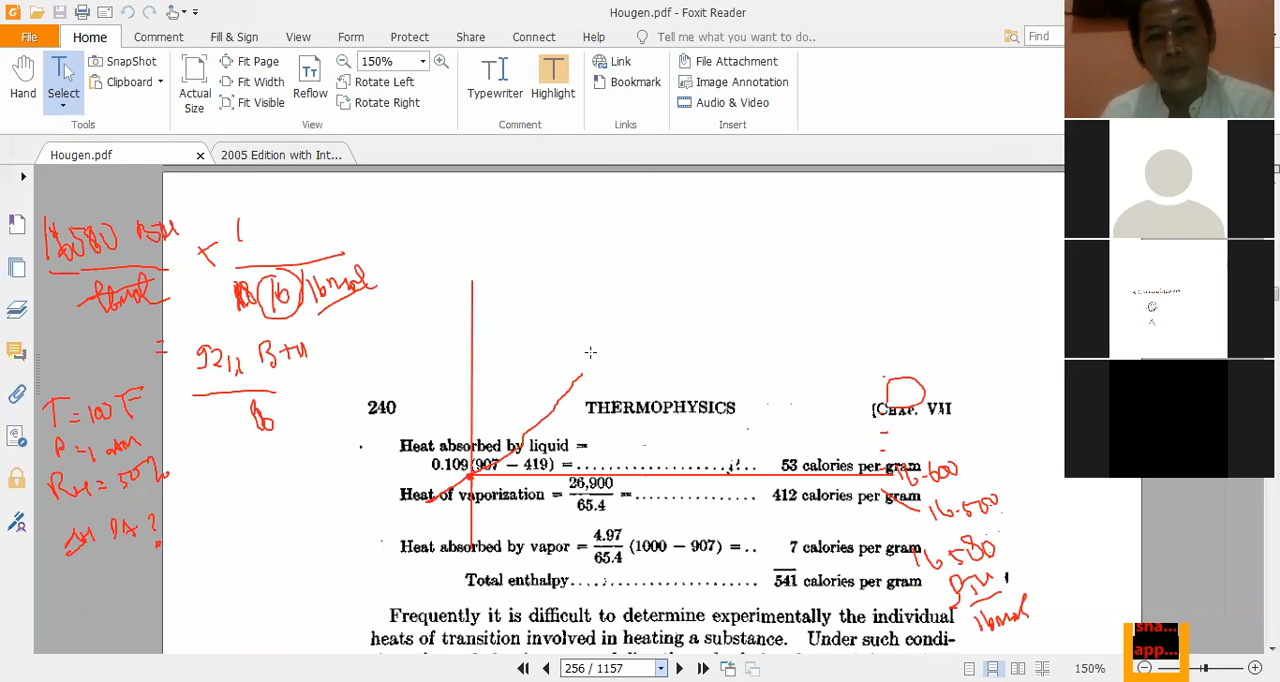 Hougen.pdf - Foxit Reader
File Home Comment Fill & Sign View Form Protect Share Connect Help Tell me what you want to do.. Find
Hand
Select
SnapShot
Clipboard
Actual Size
Fit Page
Fit Width
Fit Visible
Reflow
150%
Rotate Left
Rotate Right
Typewriter
Highlight
Link
Bookmark
File Attachment
Image Annotation
Audio & Video
Tools View Comment Links Insert
Hougen.pdf 2005 Edition with Int...
T = 100 F
RH = 50%
16-600
16-500
16 580
lbmol
240 THERMOPHYSICS [CHAP. VII
Heat absorbed by liquid =
0.109(907 − 419) = 53 calories per gram
Heat of vaporization = 26,900 / 65.4 = 412 calories per gram
Heat absorbed by vapor = 4.97 / 65.4 (1000 − 907) = .. 7 calories per gram
Total enthalpy 541 calories per gram
Frequently it is difficult to determine experimentally the individual
heats of transition involved in heating a substance. Under such condi-
sna...
app...
256 / 1157
150%